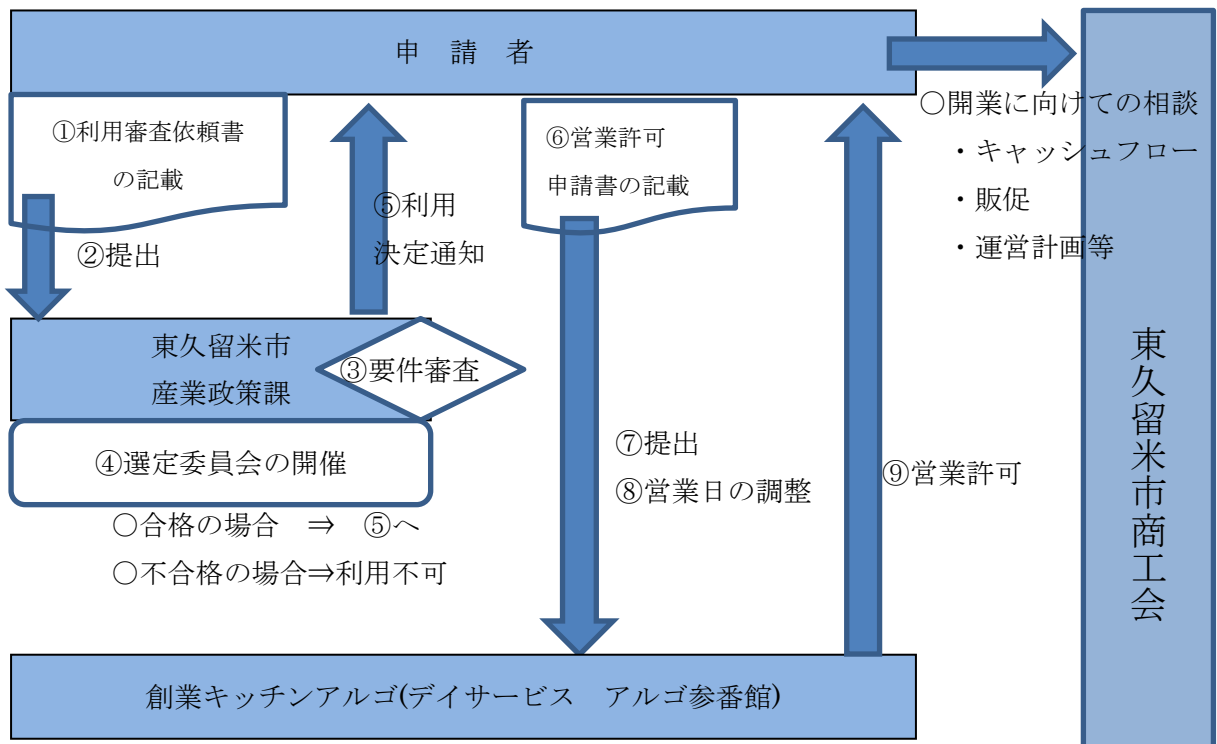 申 請 者
①利用審査依頼書
の記載
②提出
⑤利用
決定通知
⑥営業許可
申請書の記載
○開業に向けての相談
・キャッシュフロー
・販促
・運営計画等
東久留米市
産業政策課
③要件審査
④選定委員会の開催
○合格の場合 ⇒ ⑤へ
○不合格の場合⇒利用不可
⑦提出
⑧営業日の調整
⑨営業許可
東久留米市商工会
創業キッチンアルゴ(デイサービス アルゴ参番館)